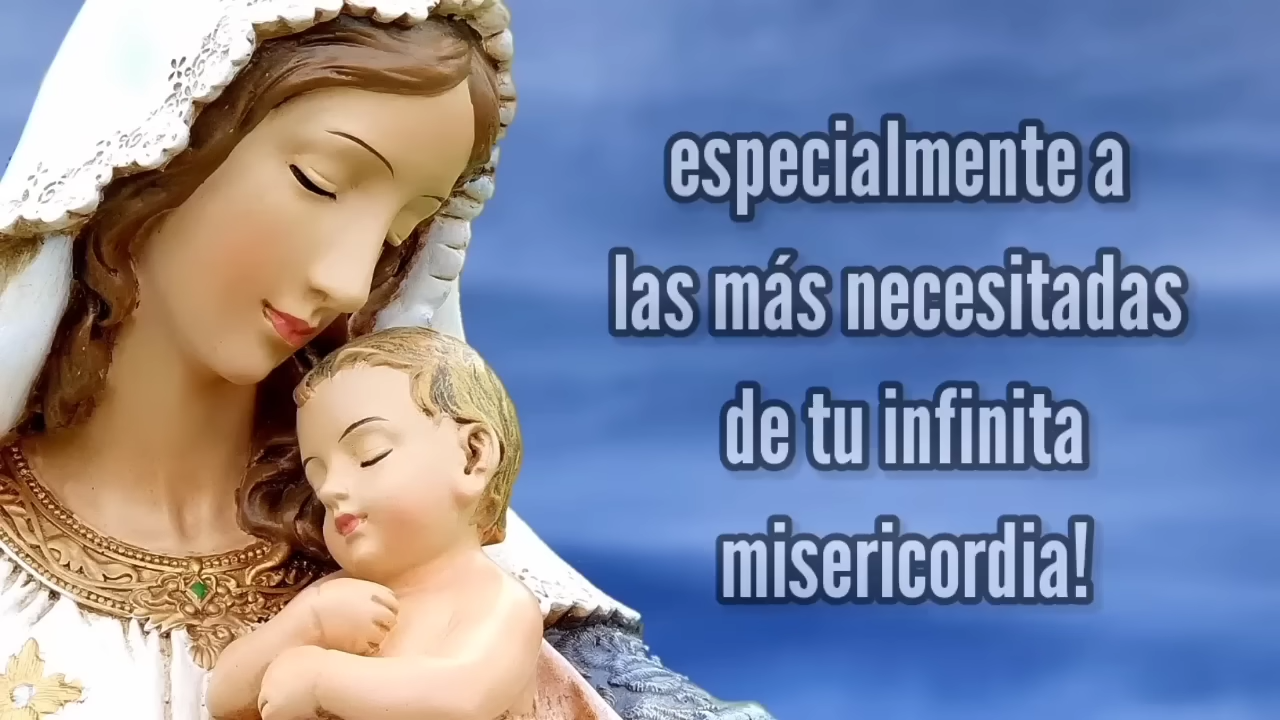 especialmente a
las más necesitadas
de tu infinita
misericordia!